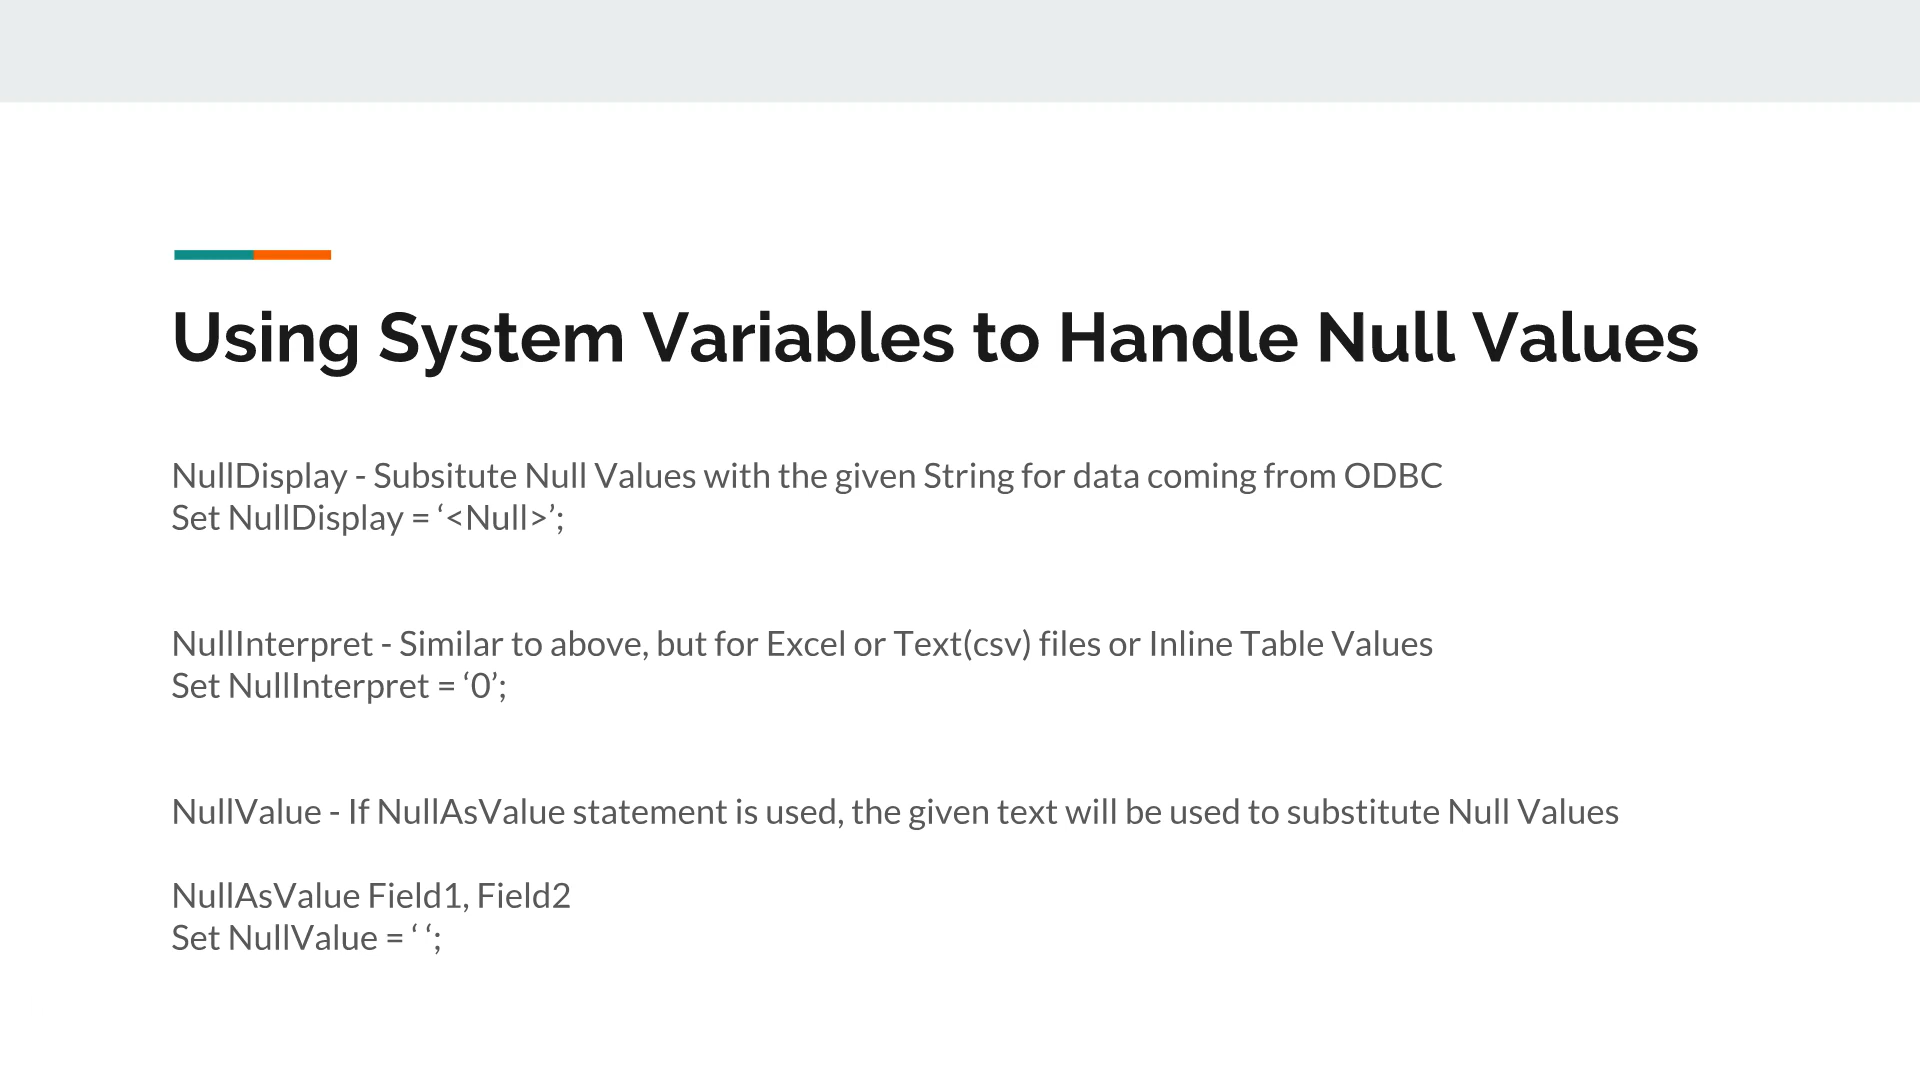 Using System Variables to Handle Null Values
NullDisplay - Subsitute Null Values with the given String for data coming from ODBC
Set NullDisplay = ‘<Null>’;
NullInterpret - Similar to above, but for Excel or Text(csv) files or Inline Table Values
Set NullInterpret = ‘0’;
NullValue - If NullAsValue statement is used, the given text will be used to substitute Null Values
NullAsValue Field1, Field2
Set NullValue = ‘ ‘;